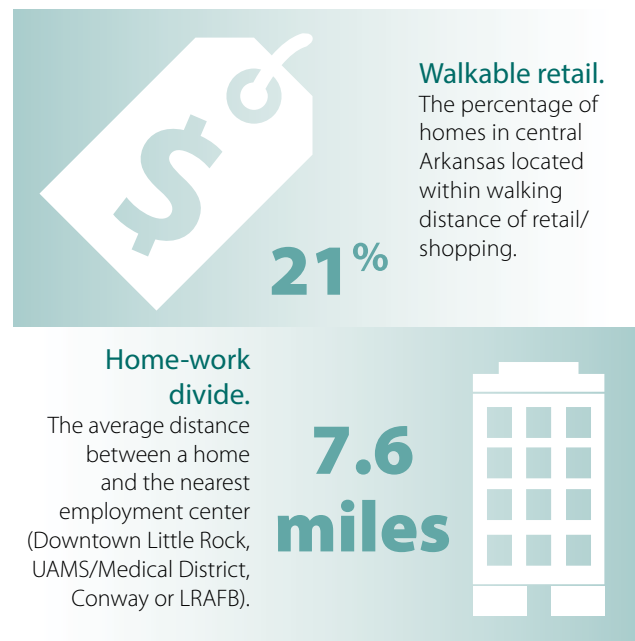 $
Walkable retail.
The percentage of
homes in central
Arkansas located
within walking
distance of retail/
shopping.
21%
Home-work
divide.
The average distance
between a home
and the nearest
employment center
(Downtown Little Rock,
UAMS/Medical District,
Conway or LRAFB).
7.6
miles